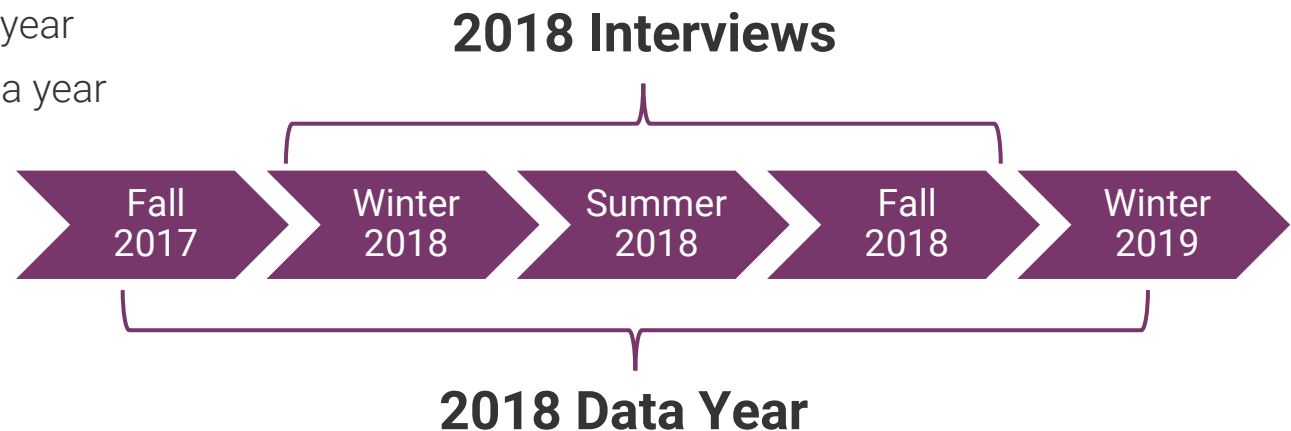 year
a year
2018 Interviews
Fall
2017
Winter
2018
Summer
2018
Fall
2018
Winter
2019
2018 Data Year